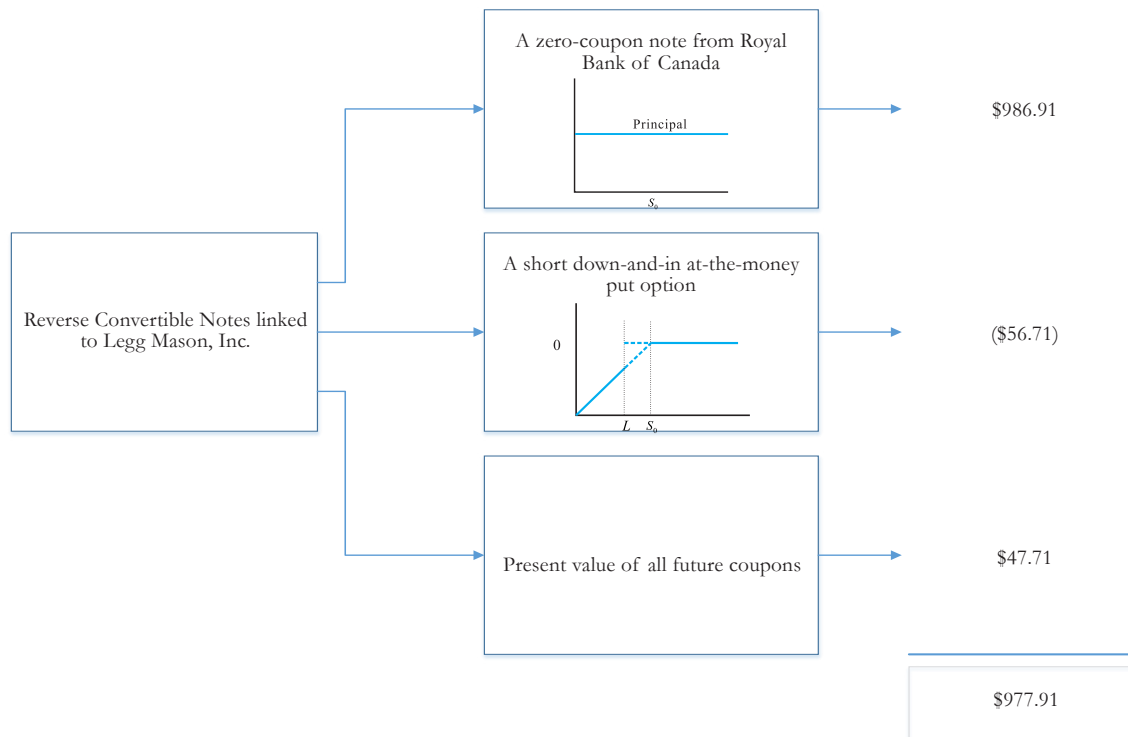 A zero-coupon note from Royal
Bank of Canada
Principal
S₀
$986.91
Reverse Convertible Notes linked
to Legg Mason, Inc.
A short down-and-in at-the-money
put option
0
L S₀
($56.71)
Present value of all future coupons
$47.71
$977.91